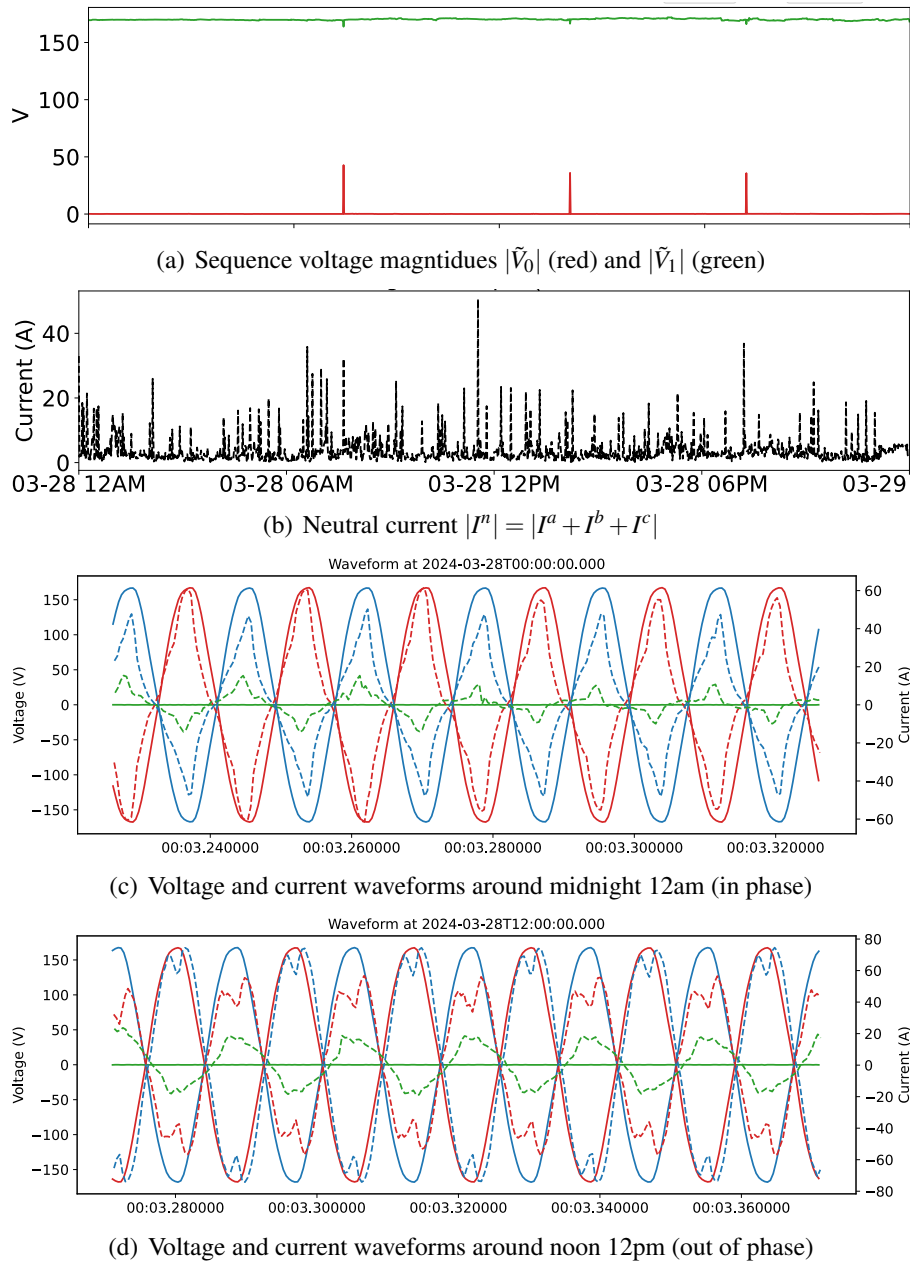 150
100
50
0
V
(a) Sequence voltage magntidues |Ṽ₀| (red) and |Ṽ₁| (green)
40
20
0
Current (A)
03-28 12AM 03-28 06AM 03-28 12PM 03-28 06PM 03-29
(b) Neutral current |Iⁿ| = |Iᵃ + Iᵇ + Iᶜ|
Waveform at 2024-03-28T00:00:00.000
150
100
50
0
−50
−100
−150
Voltage (V)
60
40
20
0
−20
−40
−60
Current (A)
00:03.240000 00:03.260000 00:03.280000 00:03.300000 00:03.320000
(c) Voltage and current waveforms around midnight 12am (in phase)
Waveform at 2024-03-28T12:00:00.000
150
100
50
0
−50
−100
−150
Voltage (V)
80
60
40
20
0
−20
−40
−60
−80
Current (A)
00:03.280000 00:03.300000 00:03.320000 00:03.340000 00:03.360000
(d) Voltage and current waveforms around noon 12pm (out of phase)